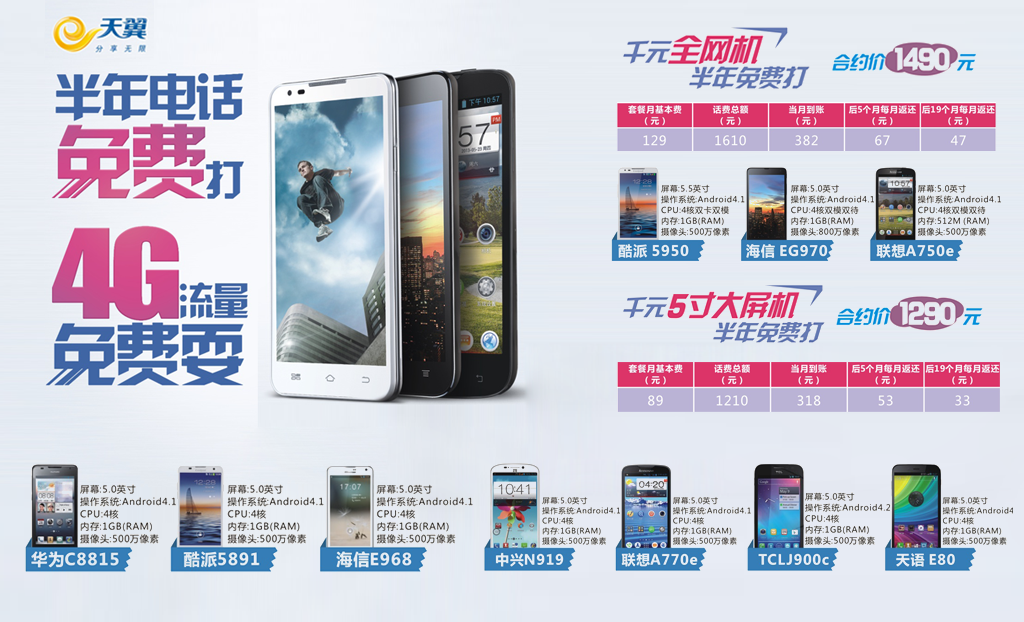 天翼
分享无限
半年电话
免费打
4G流量
免费耍
下午 10:57
57
千元全网机
半年免费打
合约价1490元
套餐月基本费（元） 话费总额（元） 当月到账（元） 后5个月每月返还（元） 后19个月每月返还（元）
129 1610 382 67 47
屏幕:5.5英寸
操作系统:Android4.1
CPU:4核双卡双模
内存:1GB(RAM)
摄像头:500万像素
酷派 5950
屏幕:5.0英寸
操作系统:Android4.1
CPU:4核双模双待
内存:1GB(RAM)
摄像头:800万像素
海信 EG970
10:57
屏幕:5.0英寸
操作系统:Android4.1
CPU:4核双模双待
内存:512M (RAM)
摄像头:500万像素
联想A750e
千元5寸大屏机
半年免费打
合约价1290元
套餐月基本费（元） 话费总额（元） 当月到账（元） 后5个月每月返还（元） 后19个月每月返还（元）
89 1210 318 53 33
屏幕:5.0英寸
操作系统:Android4.1
CPU:4核
内存:1GB(RAM)
摄像头:500万像素
华为C8815
屏幕:5.0英寸
操作系统:Android4.1
CPU:4核
内存:1GB(RAM)
摄像头:500万像素
酷派5891
17:07
屏幕:5.0英寸
操作系统:Android4.1
CPU:4核
内存:1GB(RAM)
摄像头:500万像素
海信E968
10:41
屏幕:5.0英寸
操作系统:Android4.1
CPU:4核
内存:1GB(RAM)
摄像头:500万像素
中兴N919
04:20
屏幕:5.0英寸
操作系统:Android4.1
CPU:4核
内存:1GB(RAM)
摄像头:500万像素
联想A770e
屏幕:5.0英寸
操作系统:Android4.2
CPU:4核
内存:1GB(RAM)
摄像头:500万像素
TCLJ900c
屏幕:5.0英寸
操作系统:Android4
CPU:4核
内存:1GB(RAM)
摄像头:500万像素
天语 E80